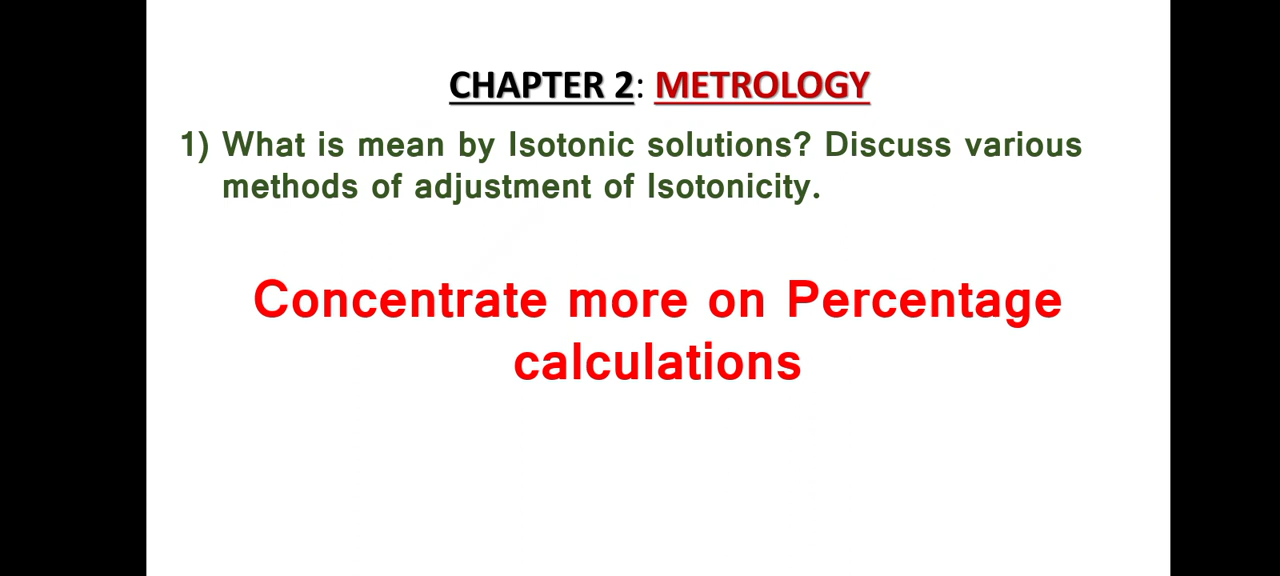 CHAPTER 2: METROLOGY
1) What is mean by Isotonic solutions? Discuss various
methods of adjustment of Isotonicity.
Concentrate more on Percentage
calculations